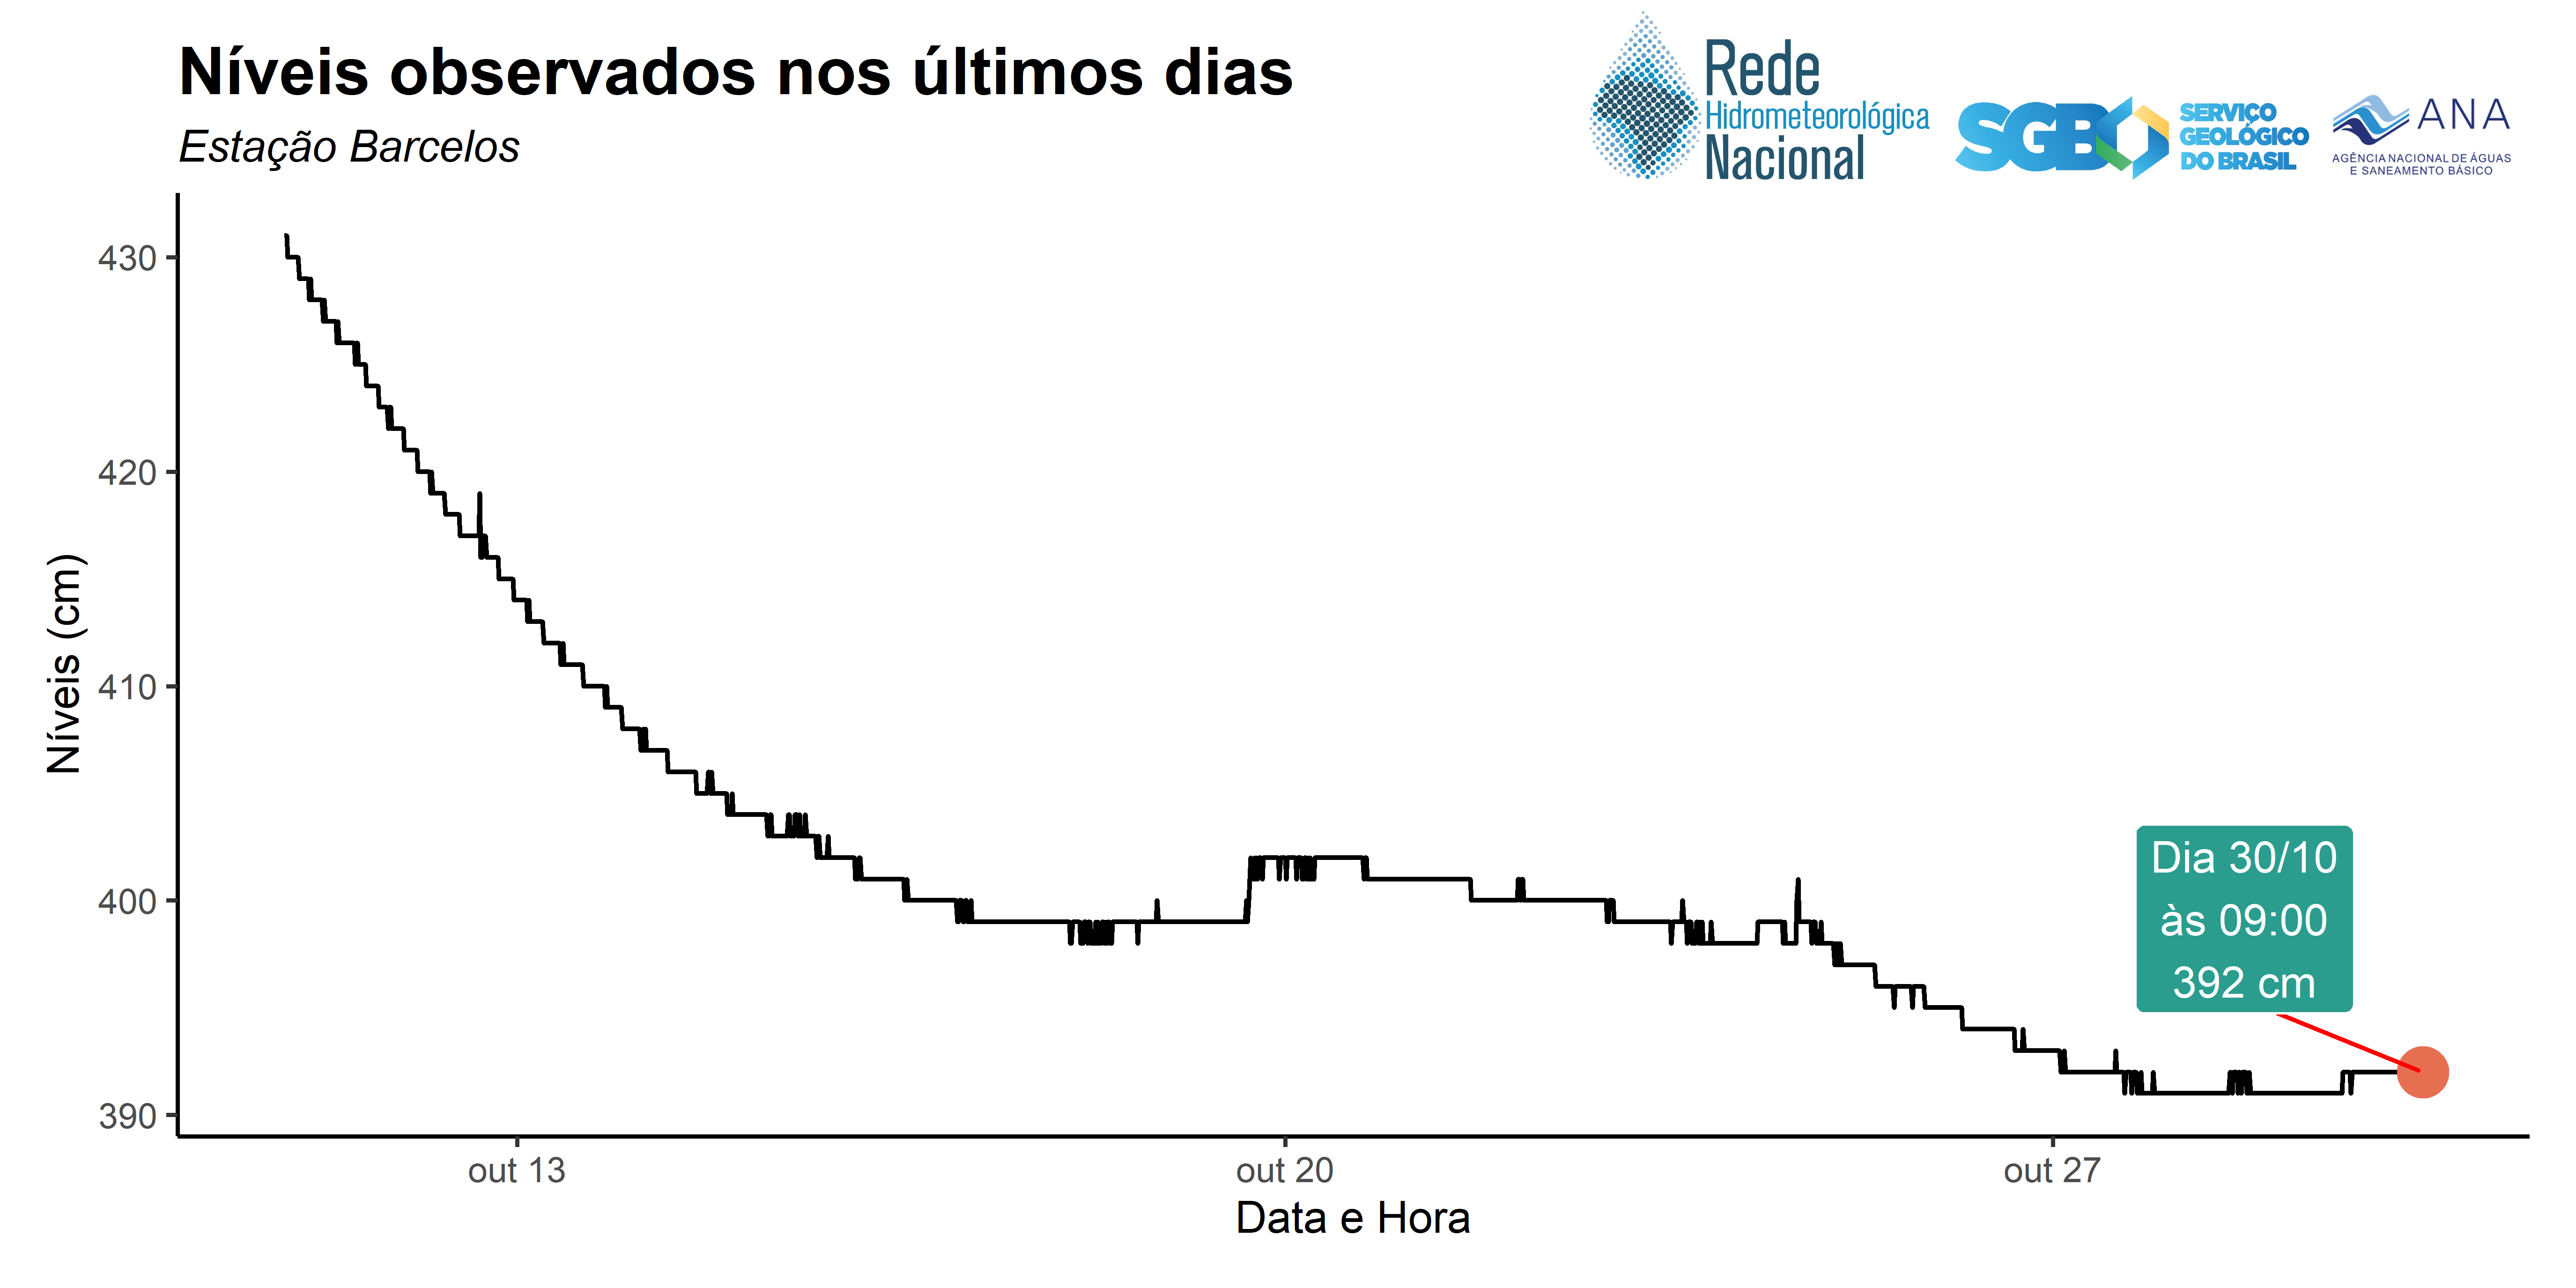 Níveis observados nos últimos dias
Estação Barcelos
Rede
Hidrometeorológica
Nacional
SGB
SERVIÇO
GEOLÓGICO
DO BRASIL
ANA
AGÊNCIA NACIONAL DE ÁGUAS
E SANEAMENTO BÁSICO
Níveis (cm)
430
420
410
400
390
Dia 30/10
às 09:00
392 cm
out 13
out 20
out 27
Data e Hora